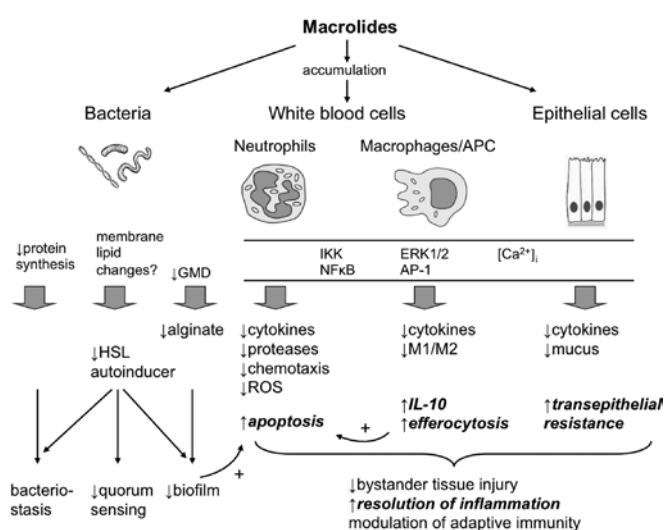 Macrolides
accumulation
Bacteria
White blood cells
Epithelial cells
Neutrophils
Macrophages/APC
↓protein
synthesis
membrane
lipid
changes?
↓GMD
IKK
NFκB
ERK1/2
AP-1
[Ca²⁺]ᵢ
↓alginate
↓HSL
autoinducer
↓cytokines
↓proteases
↓chemotaxis
↓ROS
↑apoptosis
↓cytokines
↓M1/M2
↑IL-10
↑efferocytosis
↓cytokines
↓mucus
↑transepithelial
resistance
+
+
bacterio-
stasis
↓quorum
sensing
↓biofilm
↓bystander tissue injury
↑resolution of inflammation
modulation of adaptive immunity